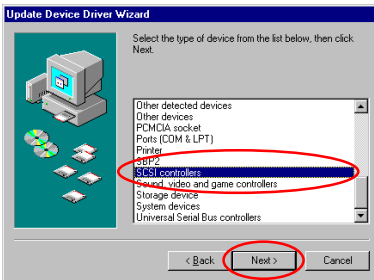 Update Device Driver Wizard
Select the type of device from the list below, then click
Next.
Other detected devices
Other devices
PCMCIA socket
Ports (COM & LPT)
Printer
SBP2
SCSI controllers
Sound, video and game controllers
Storage device
System devices
Universal Serial Bus controllers
< Back Next > Cancel